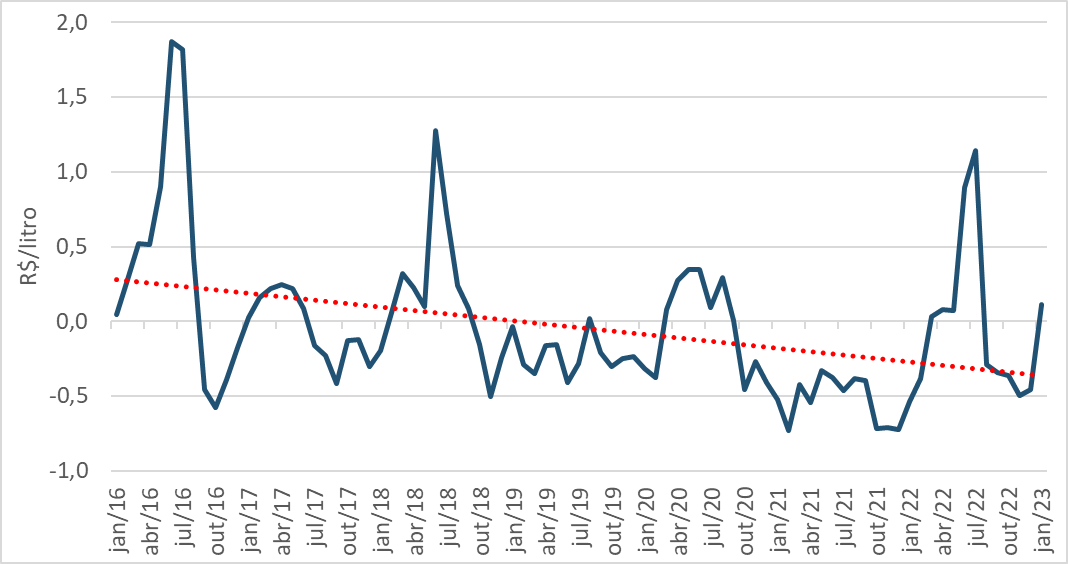 2,0
1,5
1,0
0,5
0,0
-0,5
-1,0
R$/litro
jan/16
abr/16
jul/16
out/16
jan/17
abr/17
jul/17
out/17
jan/18
abr/18
jul/18
out/18
jan/19
abr/19
jul/19
out/19
jan/20
abr/20
jul/20
out/20
jan/21
abr/21
jul/21
out/21
jan/22
abr/22
jul/22
out/22
jan/23